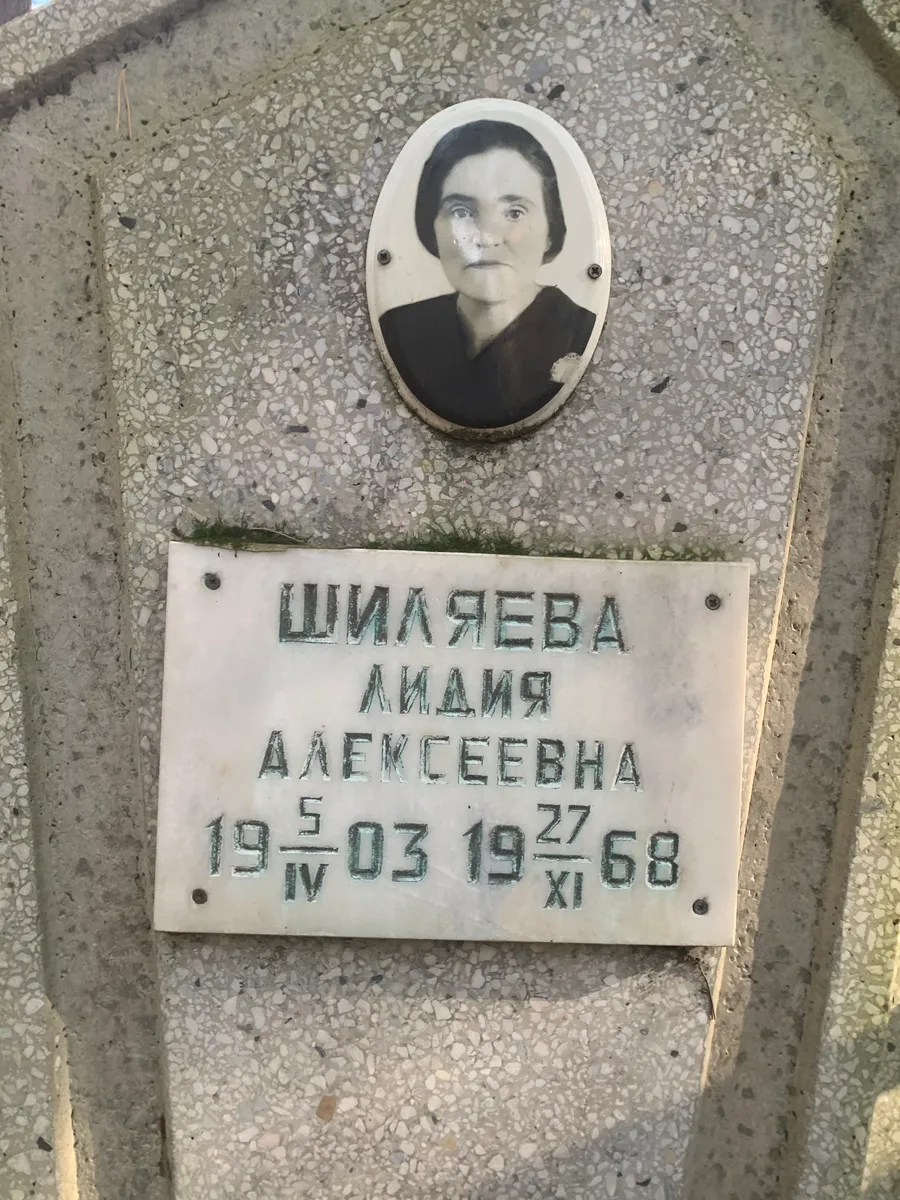 ШИЛЯЕВА
ЛИДИЯ
АЛЕКСЕЕВНА
19 5/IV 03 19 27/XI 68